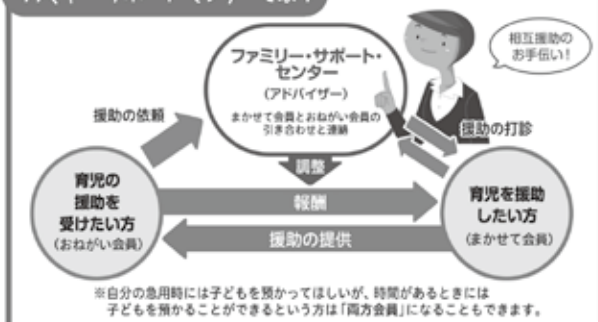 相互援助の
お手伝い!
ファミリー・サポート・
センター
(アドバイザー)
まかせて会員とおねがい会員の
引き合わせと連絡
援助の依頼
援助の打診
調整
育児の
援助を
受けたい方
(おねがい会員)
報酬
援助の提供
育児を援助
したい方
(まかせて会員)
※自分の急用時には子どもを預かってほしいが、時間があるときには
子どもを預かることができるという方は「両方会員」になることもできます。